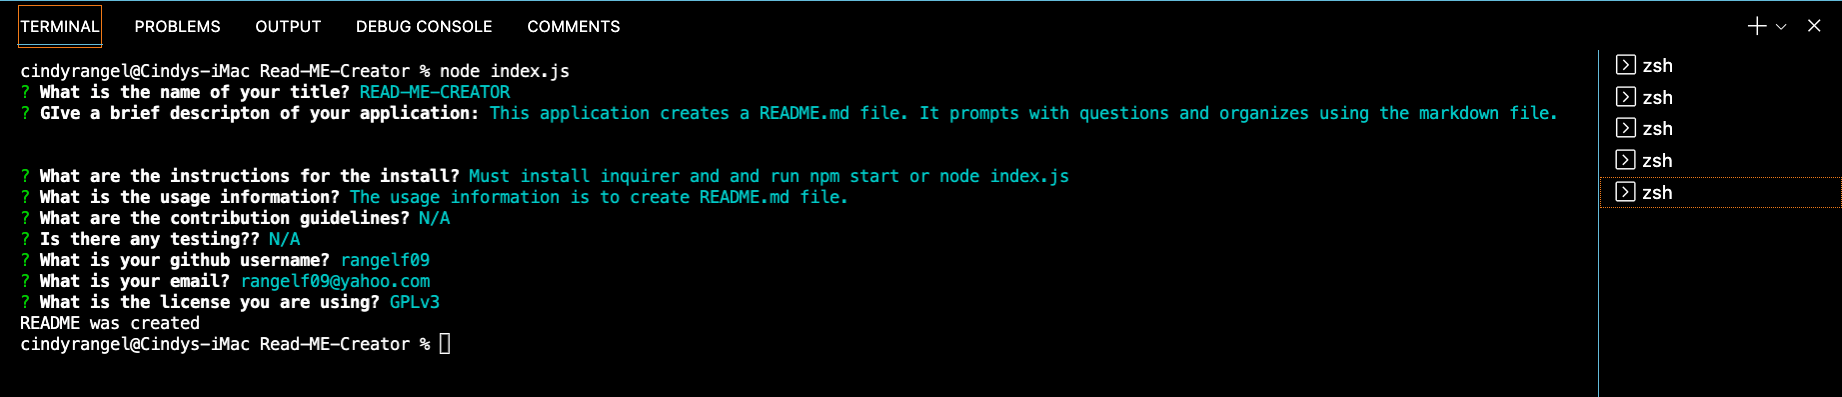 TERMINAL PROBLEMS OUTPUT DEBUG CONSOLE COMMENTS
cindyrangel@Cindys-iMac Read-ME-Creator % node index.js
? What is the name of your title? READ-ME-CREATOR
? GIve a brief descripton of your application: This application creates a README.md file. It prompts with questions and organizes using the markdown file.
? What are the instructions for the install? Must install inquirer and and run npm start or node index.js
? What is the usage information? The usage information is to create README.md file.
? What are the contribution guidelines? N/A
? Is there any testing?? N/A
? What is your github username? rangelf09
? What is your email? rangelf09@yahoo.com
? What is the license you are using? GPLv3
README was created
cindyrangel@Cindys-iMac Read-ME-Creator %
zsh
zsh
zsh
zsh
zsh